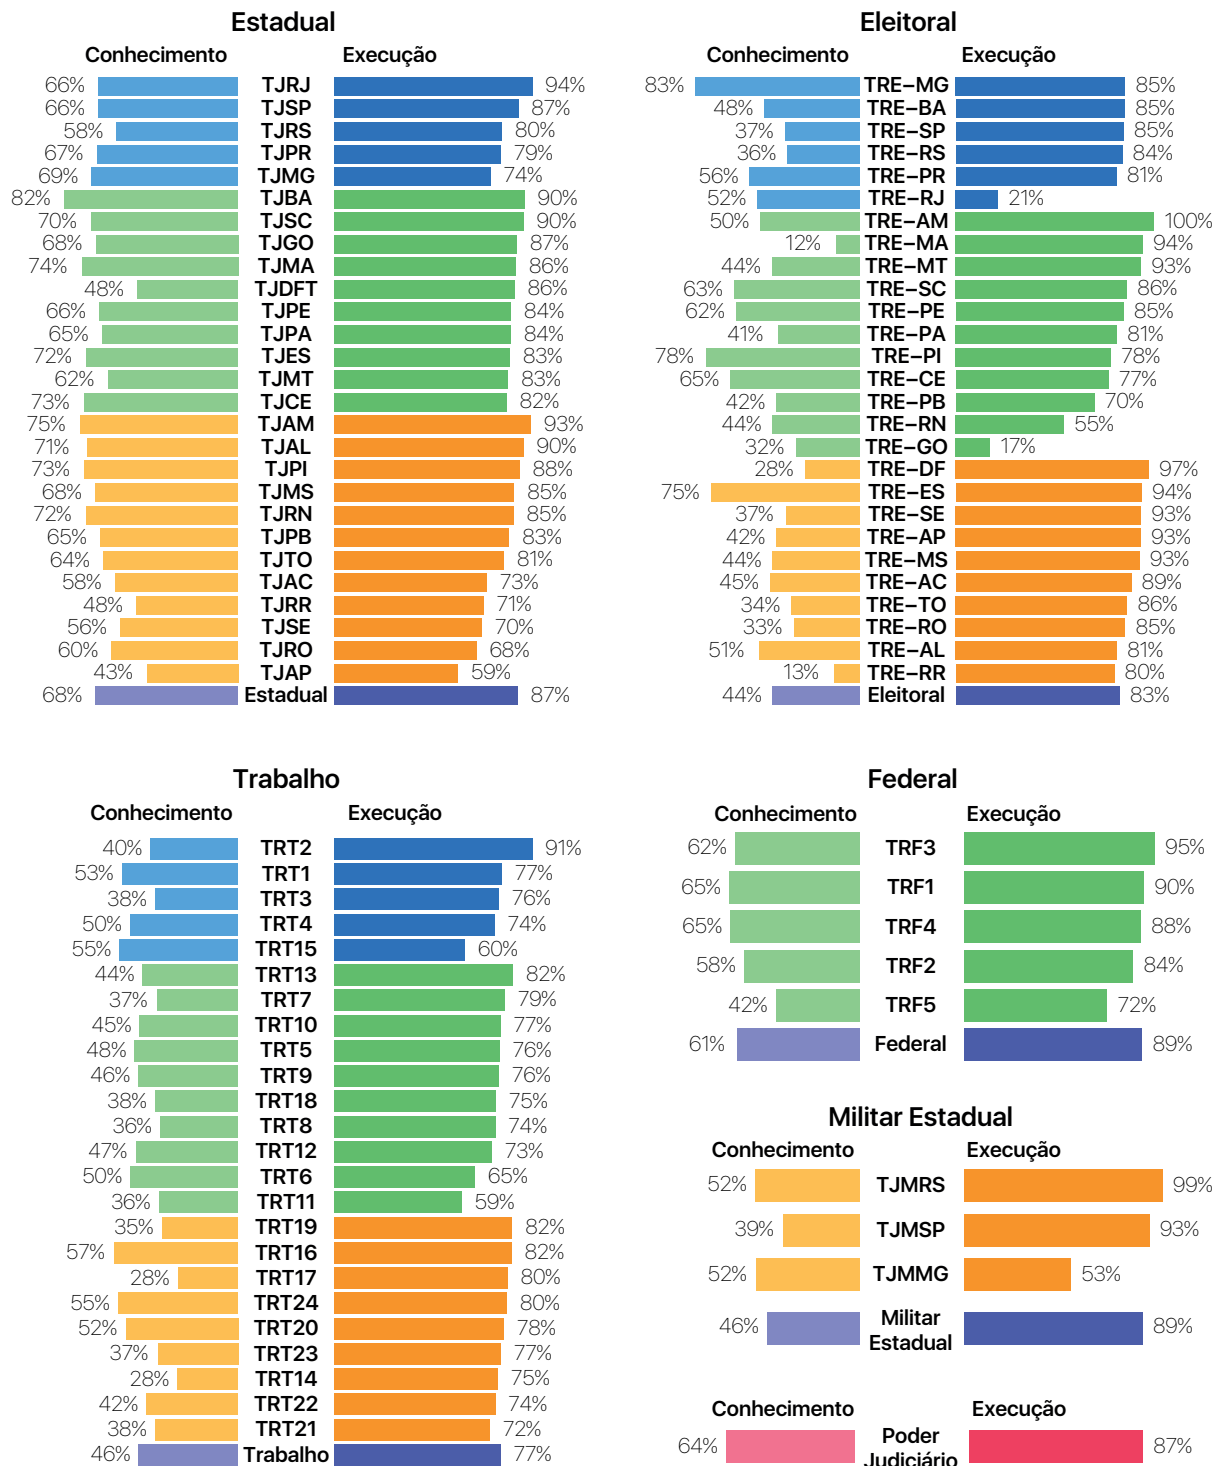 Estadual
Conhecimento Execução
66% TJRJ 94%
66% TJSP 87%
58% TJRS 80%
67% TJPR 79%
69% TJMG 74%
82% TJBA 90%
70% TJSC 90%
68% TJGO 87%
74% TJMA 86%
48% TJDFT 86%
66% TJPE 84%
65% TJPA 84%
72% TJES 83%
62% TJMT 83%
73% TJCE 82%
75% TJAM 93%
71% TJAL 90%
73% TJPI 88%
68% TJMS 85%
72% TJRN 85%
65% TJPB 83%
64% TJTO 81%
58% TJAC 73%
48% TJRR 71%
56% TJSE 70%
60% TJRO 68%
43% TJAP 59%
68% Estadual 87%
Eleitoral
Conhecimento Execução
83% TRE–MG 85%
48% TRE–BA 85%
37% TRE–SP 85%
36% TRE–RS 84%
56% TRE–PR 81%
52% TRE–RJ 21%
50% TRE–AM 100%
12% TRE–MA 94%
44% TRE–MT 93%
63% TRE–SC 86%
62% TRE–PE 85%
41% TRE–PA 81%
78% TRE–PI 78%
65% TRE–CE 77%
42% TRE–PB 70%
44% TRE–RN 55%
32% TRE–GO 17%
28% TRE–DF 97%
75% TRE–ES 94%
37% TRE–SE 93%
42% TRE–AP 93%
44% TRE–MS 93%
45% TRE–AC 89%
34% TRE–TO 86%
33% TRE–RO 85%
51% TRE–AL 81%
13% TRE–RR 80%
44% Eleitoral 83%
Trabalho
Conhecimento Execução
40% TRT2 91%
53% TRT1 77%
38% TRT3 76%
50% TRT4 74%
55% TRT15 60%
44% TRT13 82%
37% TRT7 79%
45% TRT10 77%
48% TRT5 76%
46% TRT9 76%
38% TRT18 75%
36% TRT8 74%
47% TRT12 73%
50% TRT6 65%
36% TRT11 59%
35% TRT19 82%
57% TRT16 82%
28% TRT17 80%
55% TRT24 80%
52% TRT20 78%
37% TRT23 77%
28% TRT14 75%
42% TRT22 74%
38% TRT21 72%
46% Trabalho 77%
Federal
Conhecimento Execução
62% TRF3 95%
65% TRF1 90%
65% TRF4 88%
58% TRF2 84%
42% TRF5 72%
61% Federal 89%
Militar Estadual
Conhecimento Execução
52% TJMRS 99%
39% TJMSP 93%
52% TJMMG 53%
46% Militar Estadual 89%
Conhecimento Execução
64% Poder Judiciário 87%